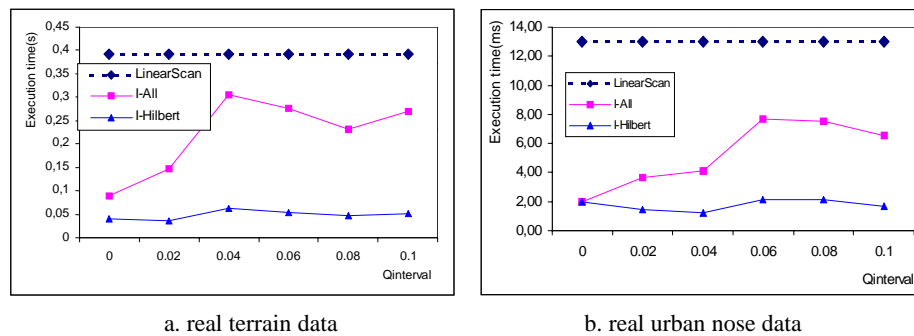 Execution time(s)
0,45
0,4
0,35
0,3
0,25
0,2
0,15
0,1
0,05
0
LinearScan
I-All
I-Hilbert
0 0.02 0.04 0.06 0.08 0.1
Qinterval
a. real terrain data
Execution time(ms)
14,00
12,00
10,00
8,00
6,00
4,00
2,00
0,00
LinearScan
I-All
I-Hilbert
0 0.02 0.04 0.06 0.08 0.1
Qinterval
b. real urban nose data